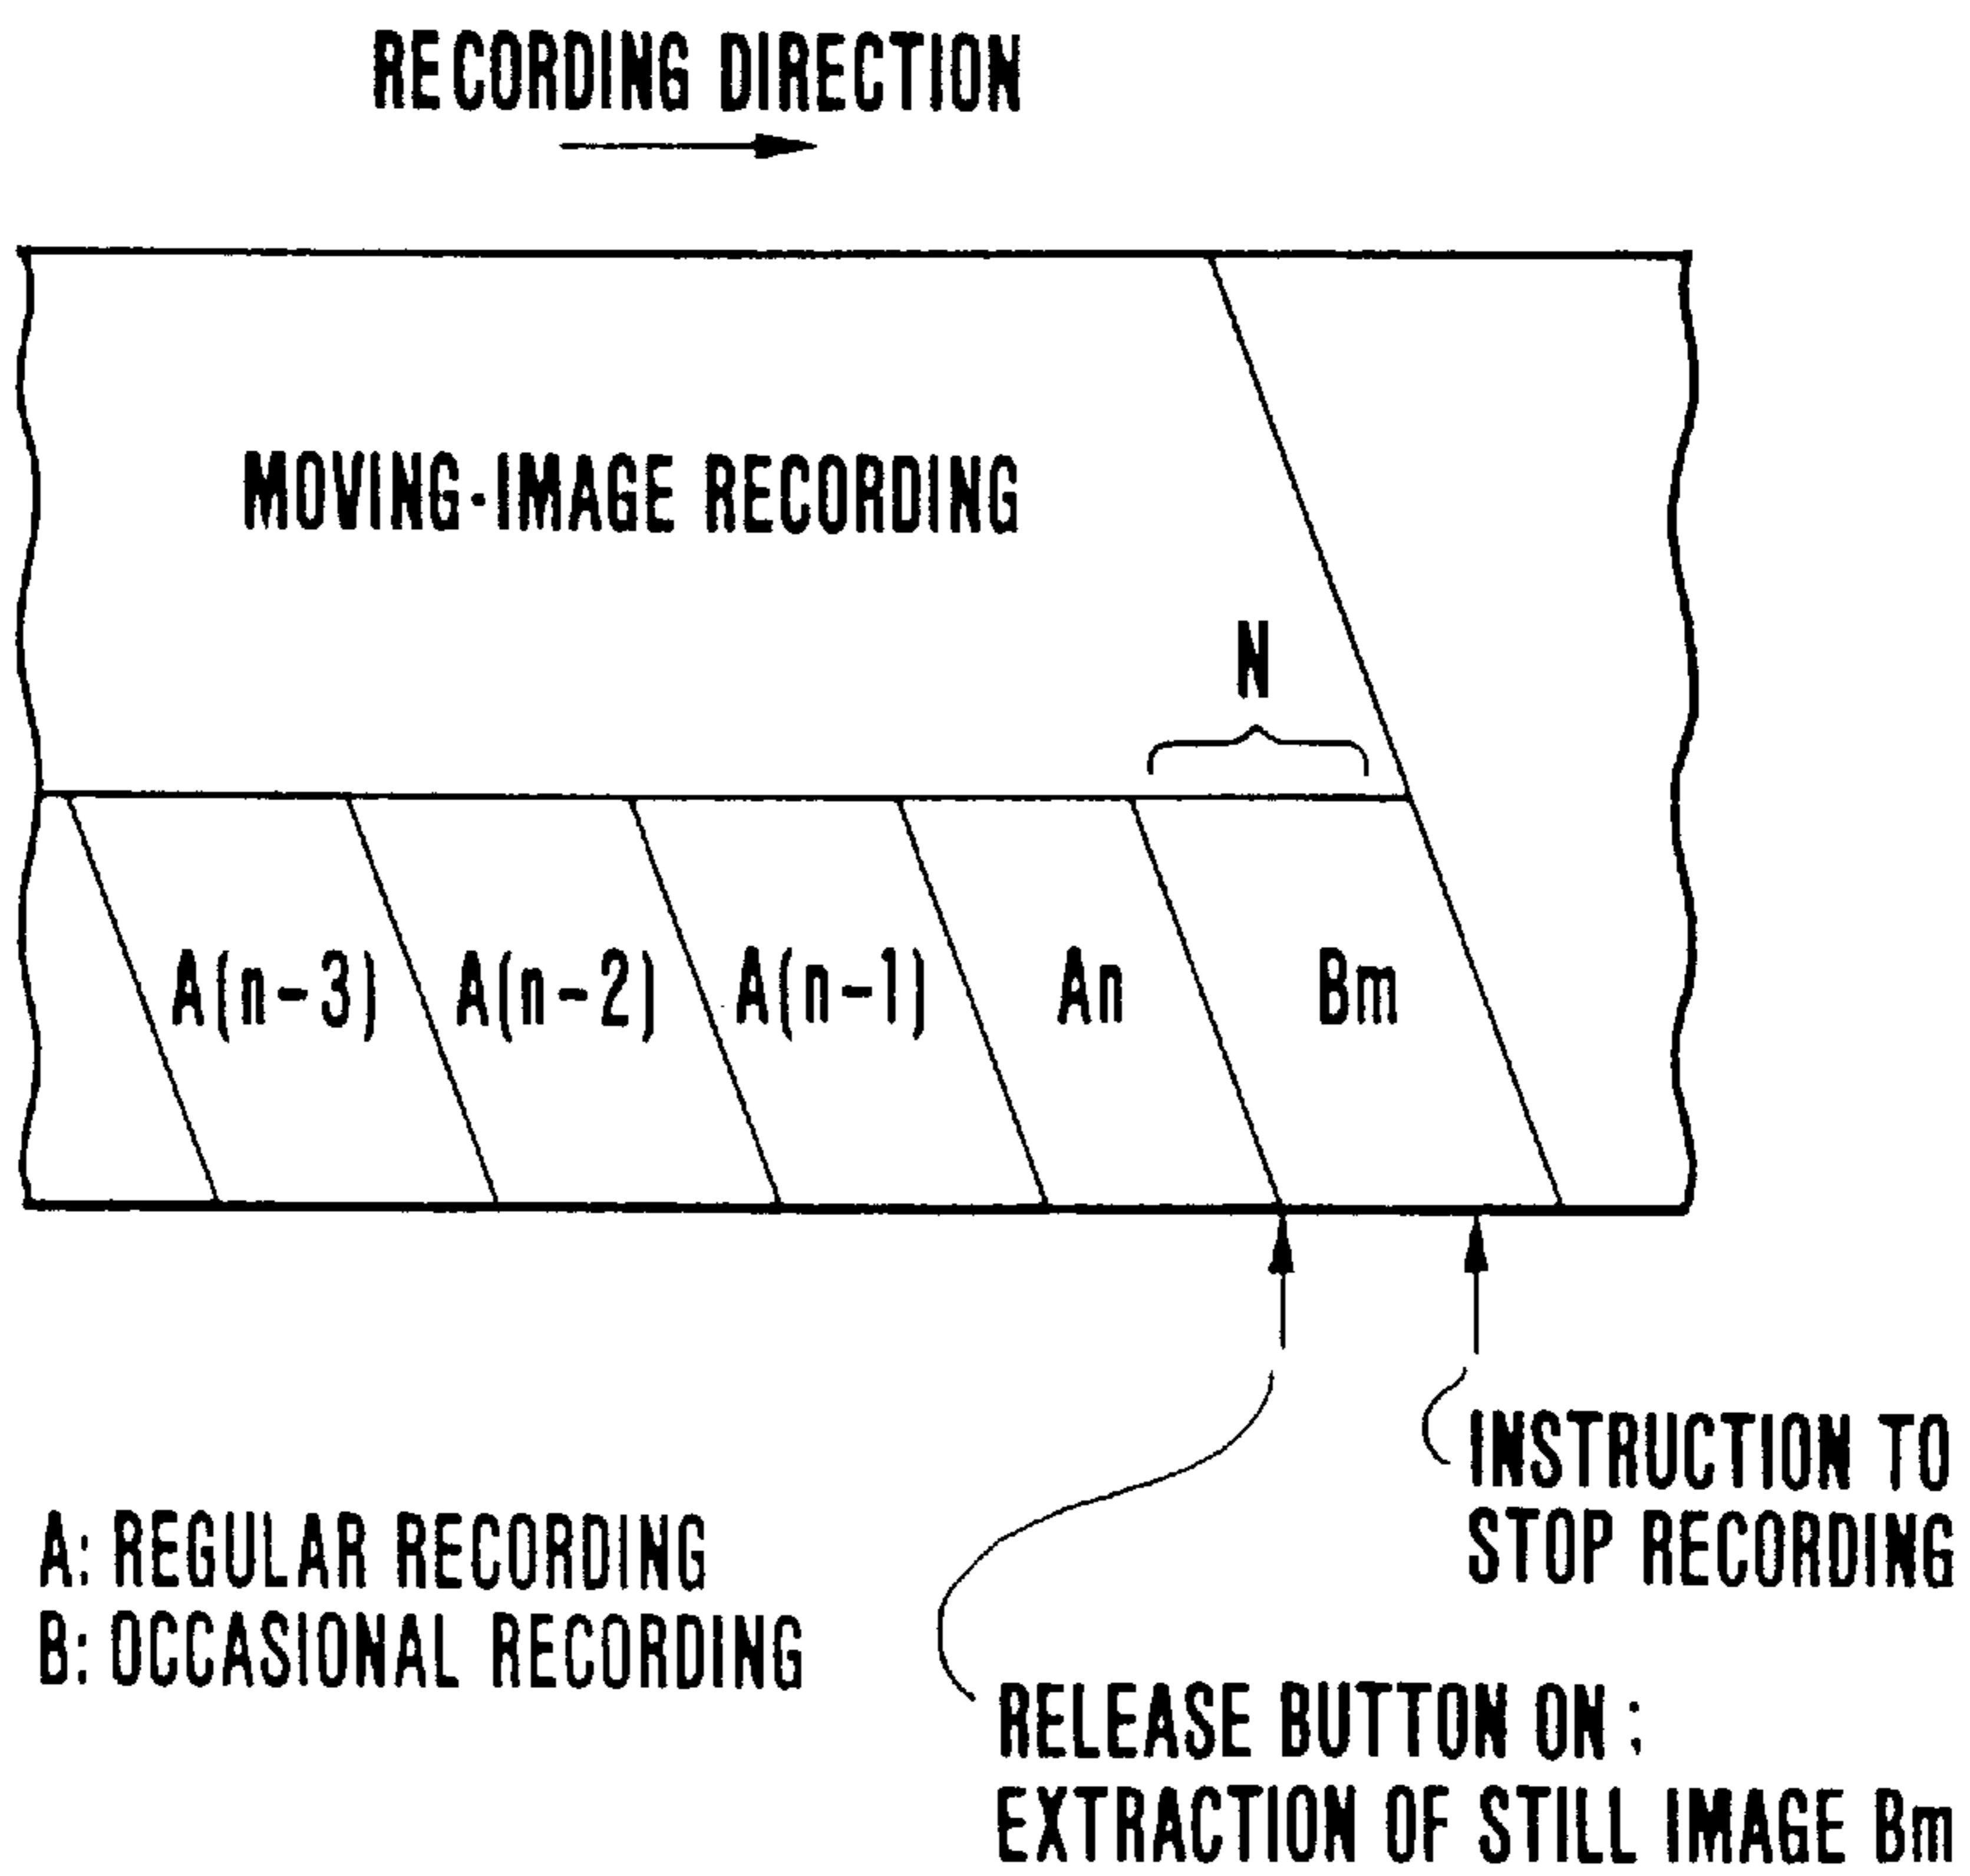 RECORDING DIRECTION
MOVING-IMAGE RECORDING
N
A(n-3) A(n-2) A(n-1) An Bm
INSTRUCTION TO
STOP RECORDING
A: REGULAR RECORDING
B: OCCASIONAL RECORDING
RELEASE BUTTON ON :
EXTRACTION OF STILL IMAGE Bm